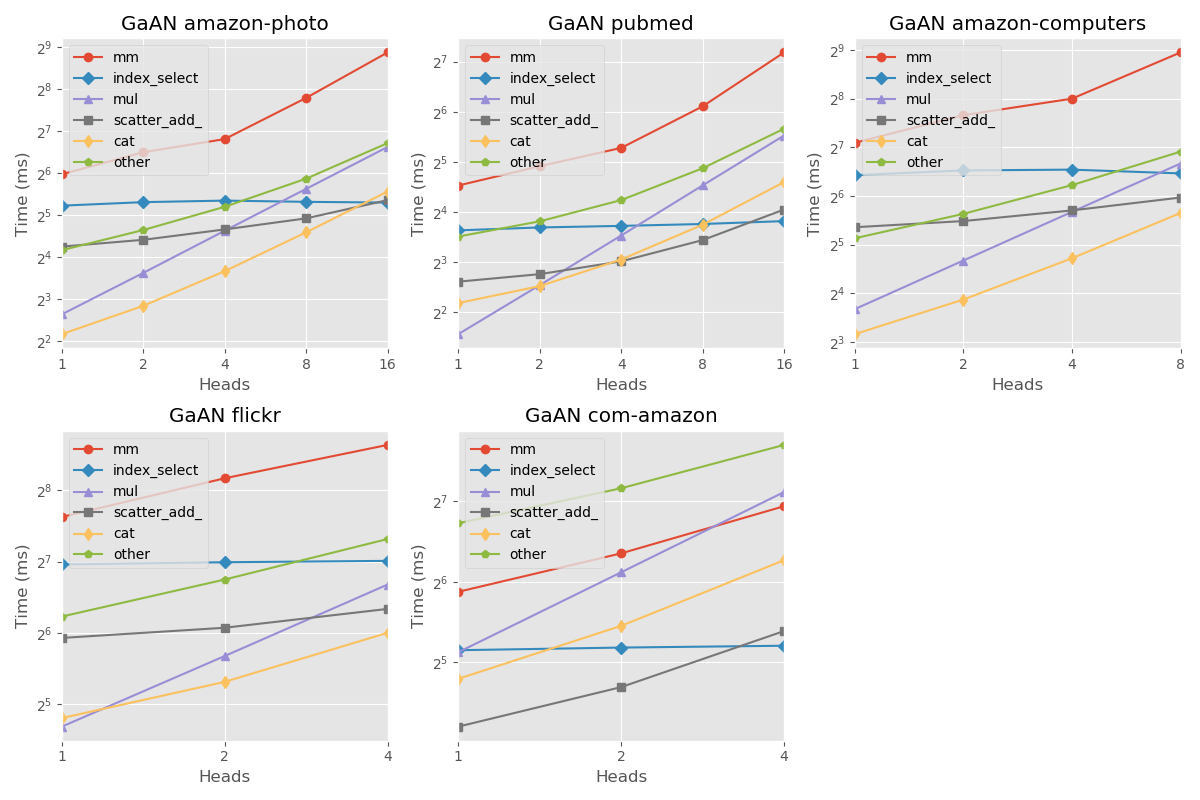 GaAN amazon-photo
2⁹
2⁸
2⁷
2⁶
2⁵
2⁴
2³
2²
Time (ms)
mm
index_select
mul
scatter_add_
cat
other
1 2 4 8 16
Heads
GaAN pubmed
2⁷
2⁶
2⁵
2⁴
2³
2²
Time (ms)
mm
index_select
mul
scatter_add_
cat
other
1 2 4 8 16
Heads
GaAN amazon-computers
2⁹
2⁸
2⁷
2⁶
2⁵
2⁴
2³
Time (ms)
mm
index_select
mul
scatter_add_
cat
other
1 2 4 8
Heads
GaAN flickr
2⁸
2⁷
2⁶
2⁵
Time (ms)
mm
index_select
mul
scatter_add_
cat
other
1 2 4
Heads
GaAN com-amazon
2⁷
2⁶
2⁵
Time (ms)
mm
index_select
mul
scatter_add_
cat
other
1 2 4
Heads